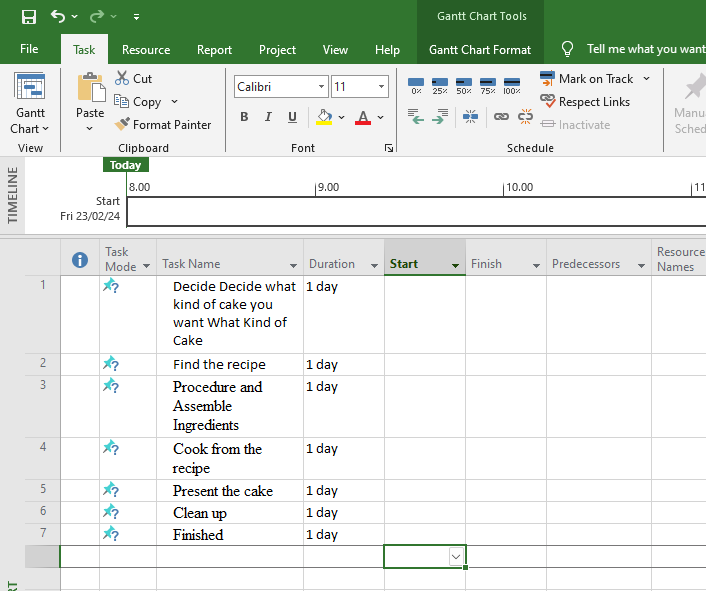 Gantt Chart Tools
File Task Resource Report Project View Help Gantt Chart Format Tell me what you want
Gantt
Chart
View
Paste
Cut
Copy
Format Painter
Clipboard
Calibri 11
B I U A
Font
0% 25% 50% 75% 100%
Mark on Track
Respect Links
Inactivate
Schedule
Manu
Sched
TIMELINE
Today
8.00 9.00 10.00 11
Start
Fri 23/02/24
Task
Mode Task Name Duration Start Finish Predecessors Resource
Names
1 Decide Decide what 1 day
kind of cake you
want What Kind of
Cake
2 Find the recipe 1 day
3 Procedure and 1 day
Assemble
Ingredients
4 Cook from the 1 day
recipe
5 Present the cake 1 day
6 Clean up 1 day
7 Finished 1 day
RT